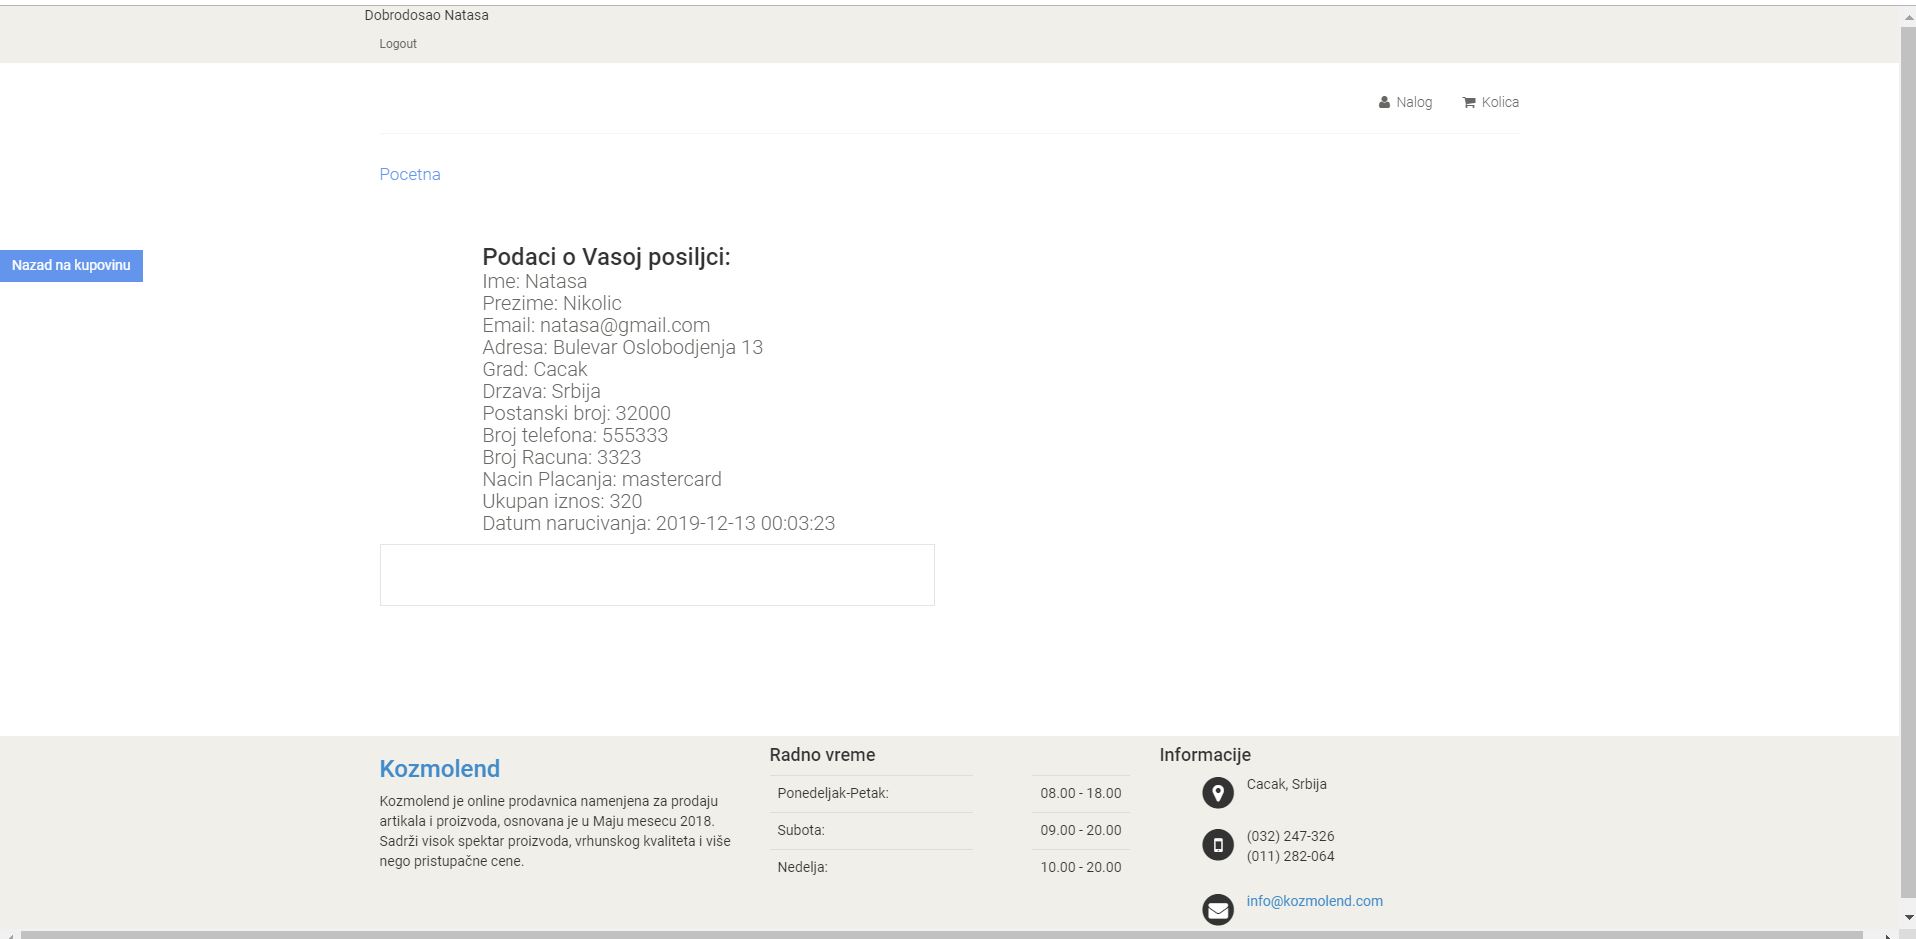 Dobrodosao Natasa
Logout
Nalog Kolica
Pocetna
Nazad na kupovinu
Podaci o Vasoj posiljci:
Ime: Natasa
Prezime: Nikolic
Email: natasa@gmail.com
Adresa: Bulevar Oslobodjenja 13
Grad: Cacak
Drzava: Srbija
Postanski broj: 32000
Broj telefona: 555333
Broj Racuna: 3323
Nacin Placanja: mastercard
Ukupan iznos: 320
Datum narucivanja: 2019-12-13 00:03:23
Kozmolend
Kozmolend je online prodavnica namenjena za prodaju
artikala i proizvoda, osnovana je u Maju mesecu 2018.
Sadrži visok spektar proizvoda, vrhunskog kvaliteta i više
nego pristupačne cene.
Radno vreme
Ponedeljak-Petak: 08.00 - 18.00
Subota: 09.00 - 20.00
Nedelja: 10.00 - 20.00
Informacije
Cacak, Srbija
(032) 247-326
(011) 282-064
info@kozmolend.com